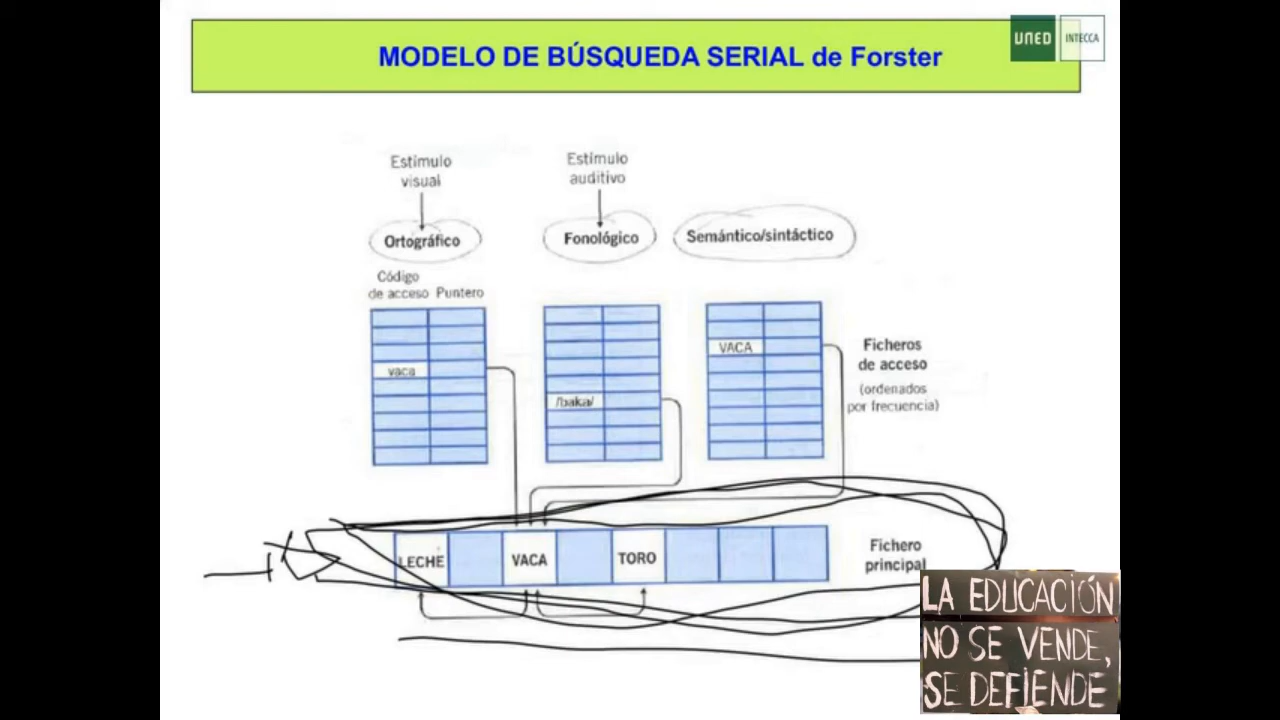 MODELO DE BÚSQUEDA SERIAL de Forster
UNED
INTECCA
Estímulo
visual
Estímulo
auditivo
Ortográfico
Fonológico
Semántico/sintáctico
Código
de acceso Puntero
vaca
/baka/
VACA
Ficheros
de acceso
(ordenados
por frecuencia)
LECHE
VACA
TORO
Fichero
principal
LA EDUCACIÓN
NO SE VENDE,
SE DEFIENDE